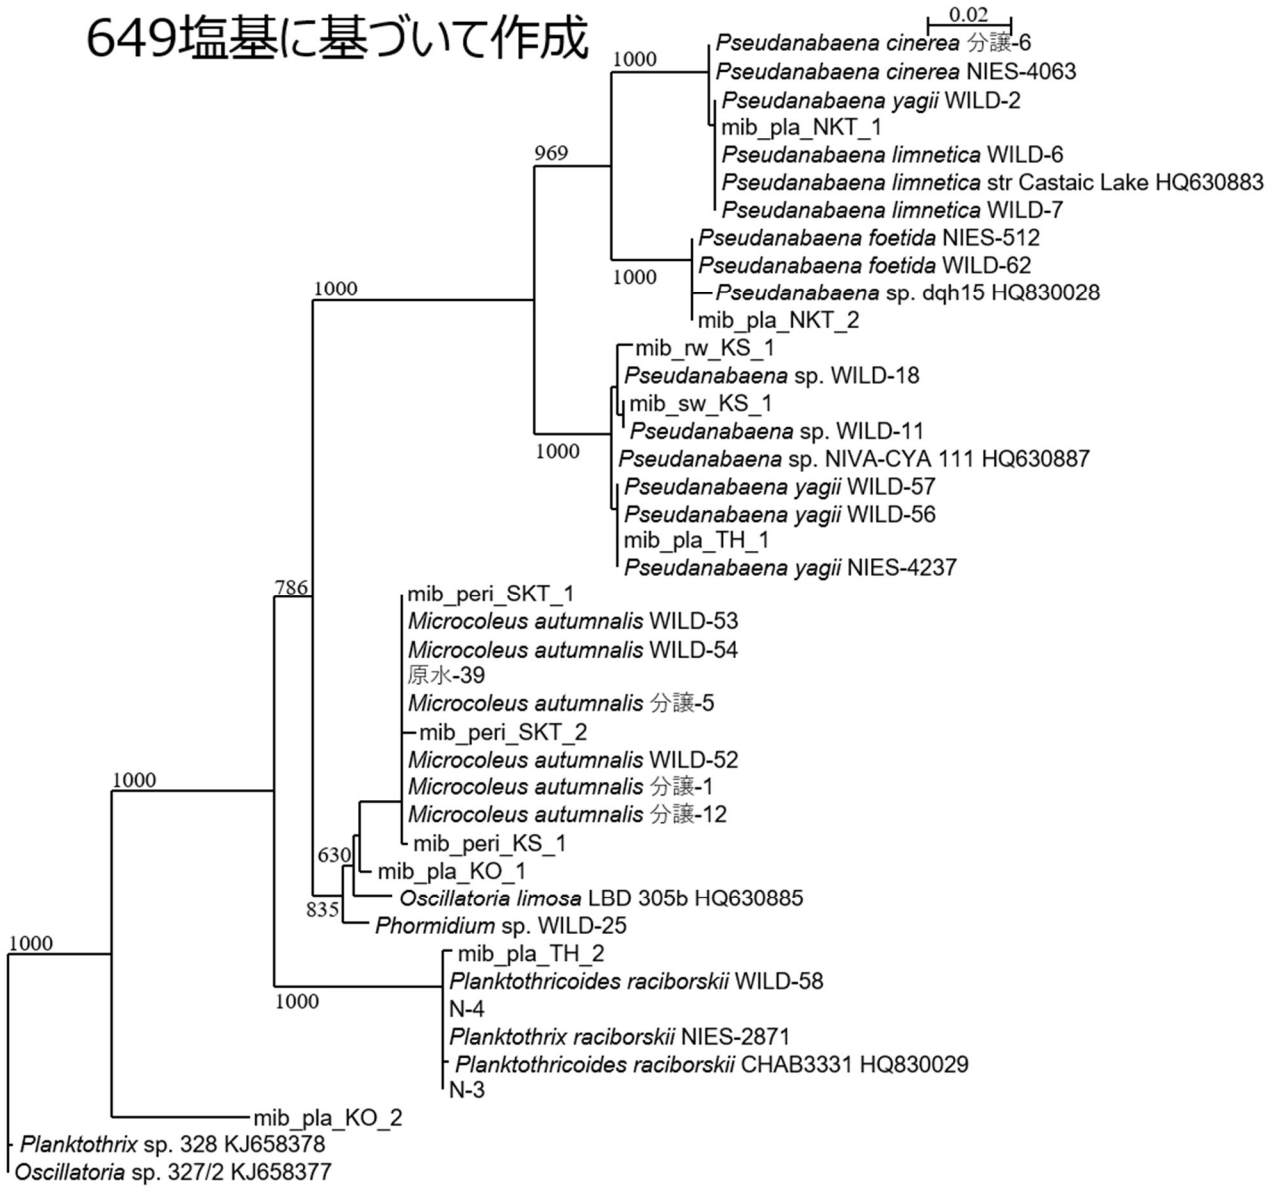 649塩基に基づいて作成
0.02
Pseudanabaena cinerea 分譲-6
1000
Pseudanabaena cinerea NIES-4063
Pseudanabaena yagii WILD-2
mib_pla_NKT_1
969
Pseudanabaena limnetica WILD-6
Pseudanabaena limnetica str Castaic Lake HQ630883
Pseudanabaena limnetica WILD-7
Pseudanabaena foetida NIES-512
Pseudanabaena foetida WILD-62
1000
Pseudanabaena sp. dqh15 HQ830028
1000
mib_pla_NKT_2
mib_rw_KS_1
Pseudanabaena sp. WILD-18
mib_sw_KS_1
Pseudanabaena sp. WILD-11
1000
Pseudanabaena sp. NIVA-CYA 111 HQ630887
Pseudanabaena yagii WILD-57
Pseudanabaena yagii WILD-56
mib_pla_TH_1
Pseudanabaena yagii NIES-4237
786
mib_peri_SKT_1
Microcoleus autumnalis WILD-53
Microcoleus autumnalis WILD-54
原水-39
Microcoleus autumnalis 分譲-5
mib_peri_SKT_2
Microcoleus autumnalis WILD-52
1000
Microcoleus autumnalis 分譲-1
Microcoleus autumnalis 分譲-12
mib_peri_KS_1
630
mib_pla_KO_1
Oscillatoria limosa LBD 305b HQ630885
835
Phormidium sp. WILD-25
1000
mib_pla_TH_2
Planktothricoides raciborskii WILD-58
1000
N-4
Planktothrix raciborskii NIES-2871
Planktothricoides raciborskii CHAB3331 HQ830029
N-3
mib_pla_KO_2
Planktothrix sp. 328 KJ658378
Oscillatoria sp. 327/2 KJ658377